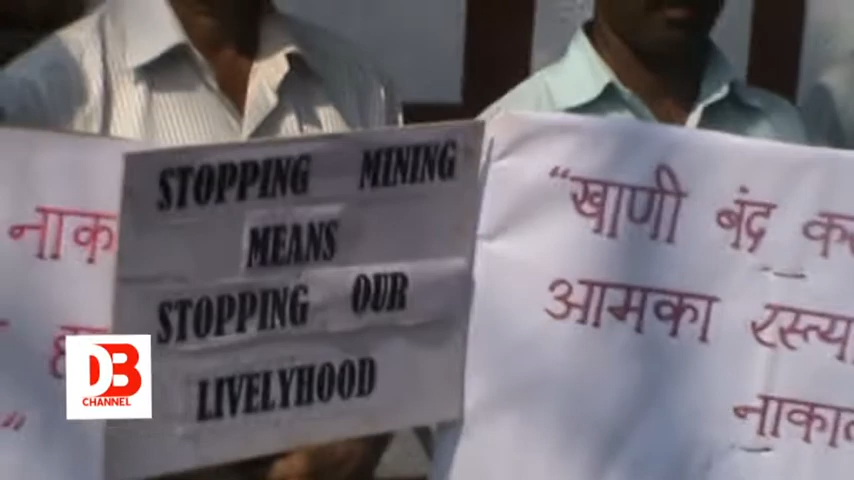 नाक
STOPPING MINING
MEANS
STOPPING OUR
LIVELYHOOD
"खाणी बंद
आमका रस्त्या
DB
CHANNEL